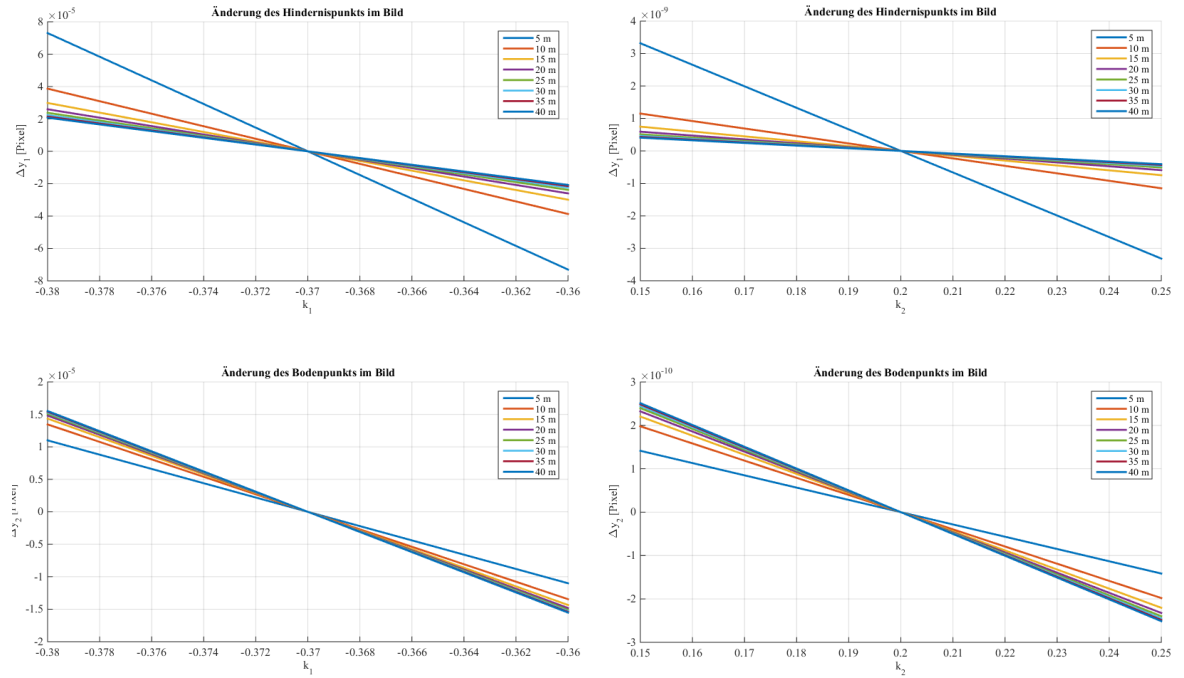 Änderung des Hindernispunkts im Bild
×10⁻⁵
8
6
4
2
0
-2
-4
-6
-8
Δy₁ [Pixel]
-0.38 -0.378 -0.376 -0.374 -0.372 -0.37 -0.368 -0.366 -0.364 -0.362 -0.36
k₁
5 m
10 m
15 m
20 m
25 m
30 m
35 m
40 m
Änderung des Hindernispunkts im Bild
×10⁻⁹
4
3
2
1
0
-1
-2
-3
-4
Δy₁ [Pixel]
0.15 0.16 0.17 0.18 0.19 0.2 0.21 0.22 0.23 0.24 0.25
k₂
5 m
10 m
15 m
20 m
25 m
30 m
35 m
40 m
Änderung des Bodenpunkts im Bild
×10⁻⁵
2
1.5
1
0.5
0
-0.5
-1
-1.5
-2
Δy₂
-0.38 -0.378 -0.376 -0.374 -0.372 -0.37 -0.368 -0.366 -0.364 -0.362 -0.36
k₁
5 m
10 m
15 m
20 m
25 m
30 m
35 m
40 m
Änderung des Bodenpunkts im Bild
×10⁻¹⁰
3
2
1
0
-1
-2
-3
Δy₂ [Pixel]
0.15 0.16 0.17 0.18 0.19 0.2 0.21 0.22 0.23 0.24 0.25
k₂
5 m
10 m
15 m
20 m
25 m
30 m
35 m
40 m